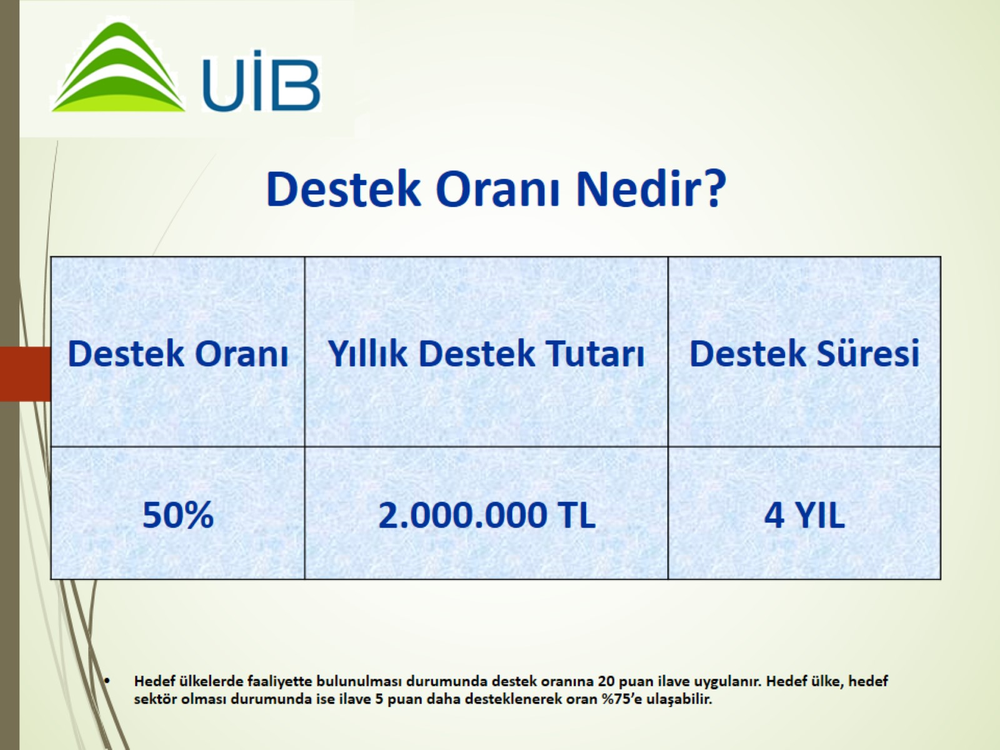 UİB
Destek Oranı Nedir?
Destek Oranı
Yıllık Destek Tutarı
Destek Süresi
50%
2.000.000 TL
4 YIL
• Hedef ülkelerde faaliyette bulunulması durumunda destek oranına 20 puan ilave uygulanır. Hedef ülke, hedef
sektör olması durumunda ise ilave 5 puan daha desteklenerek oran %75’e ulaşabilir.